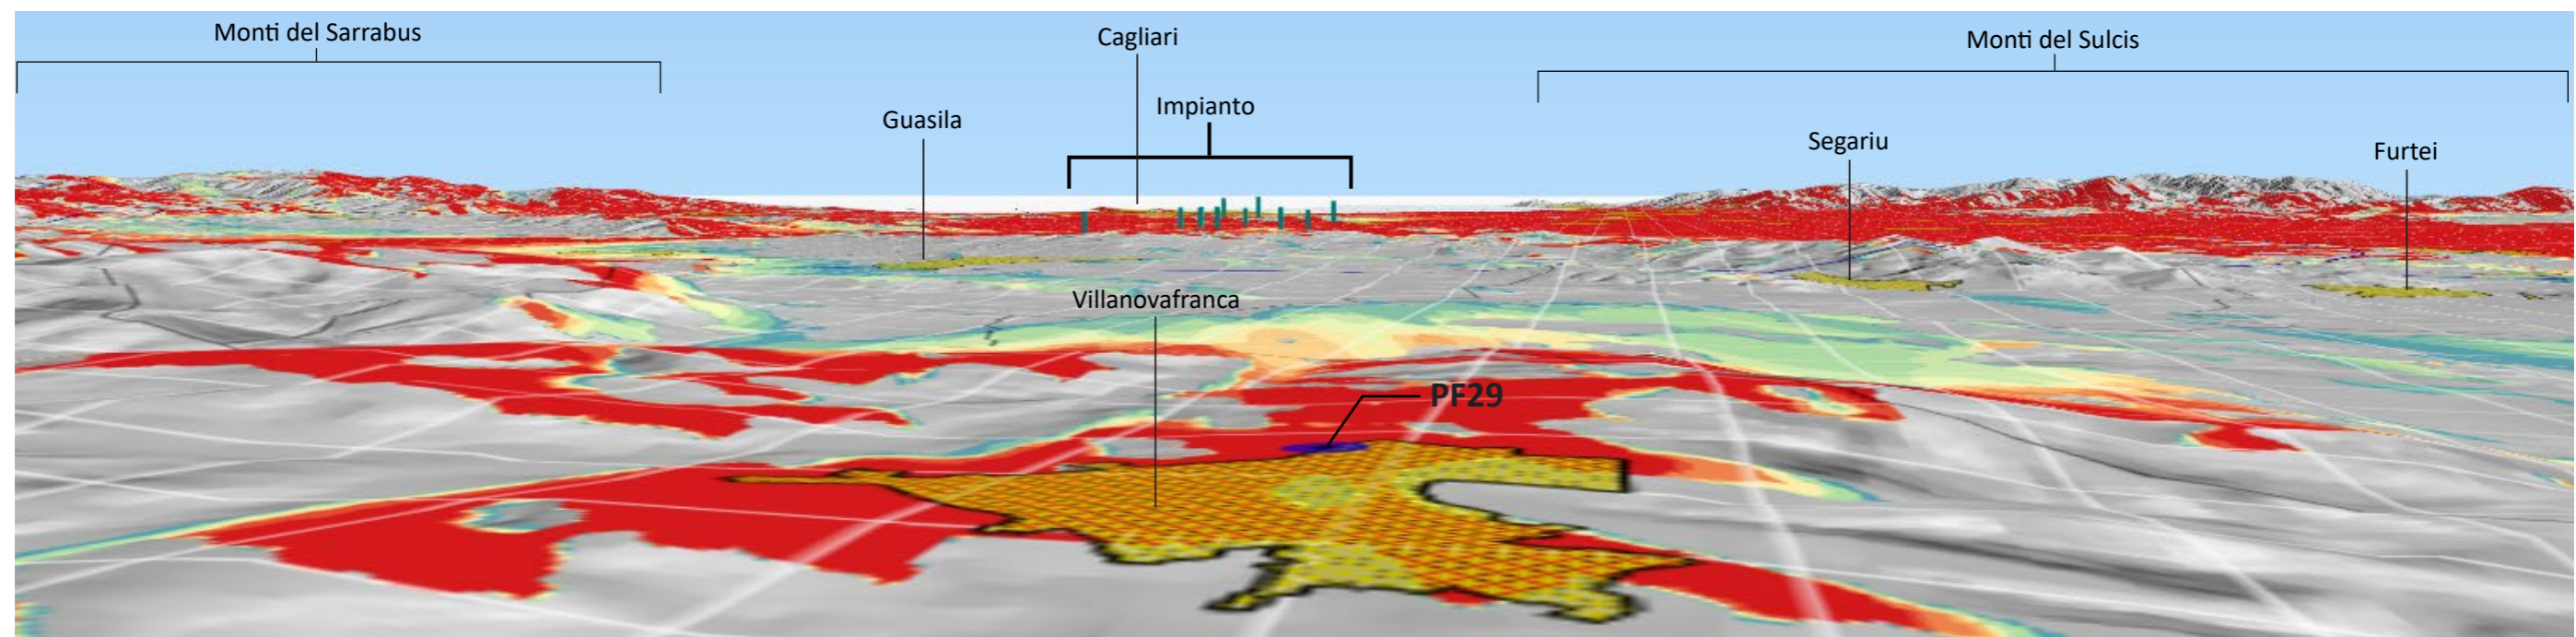 Monti del Sarrabus
Cagliari
Monti del Sulcis
Impianto
Guasila
Segariu
Furtei
Villanovafranca
PF29